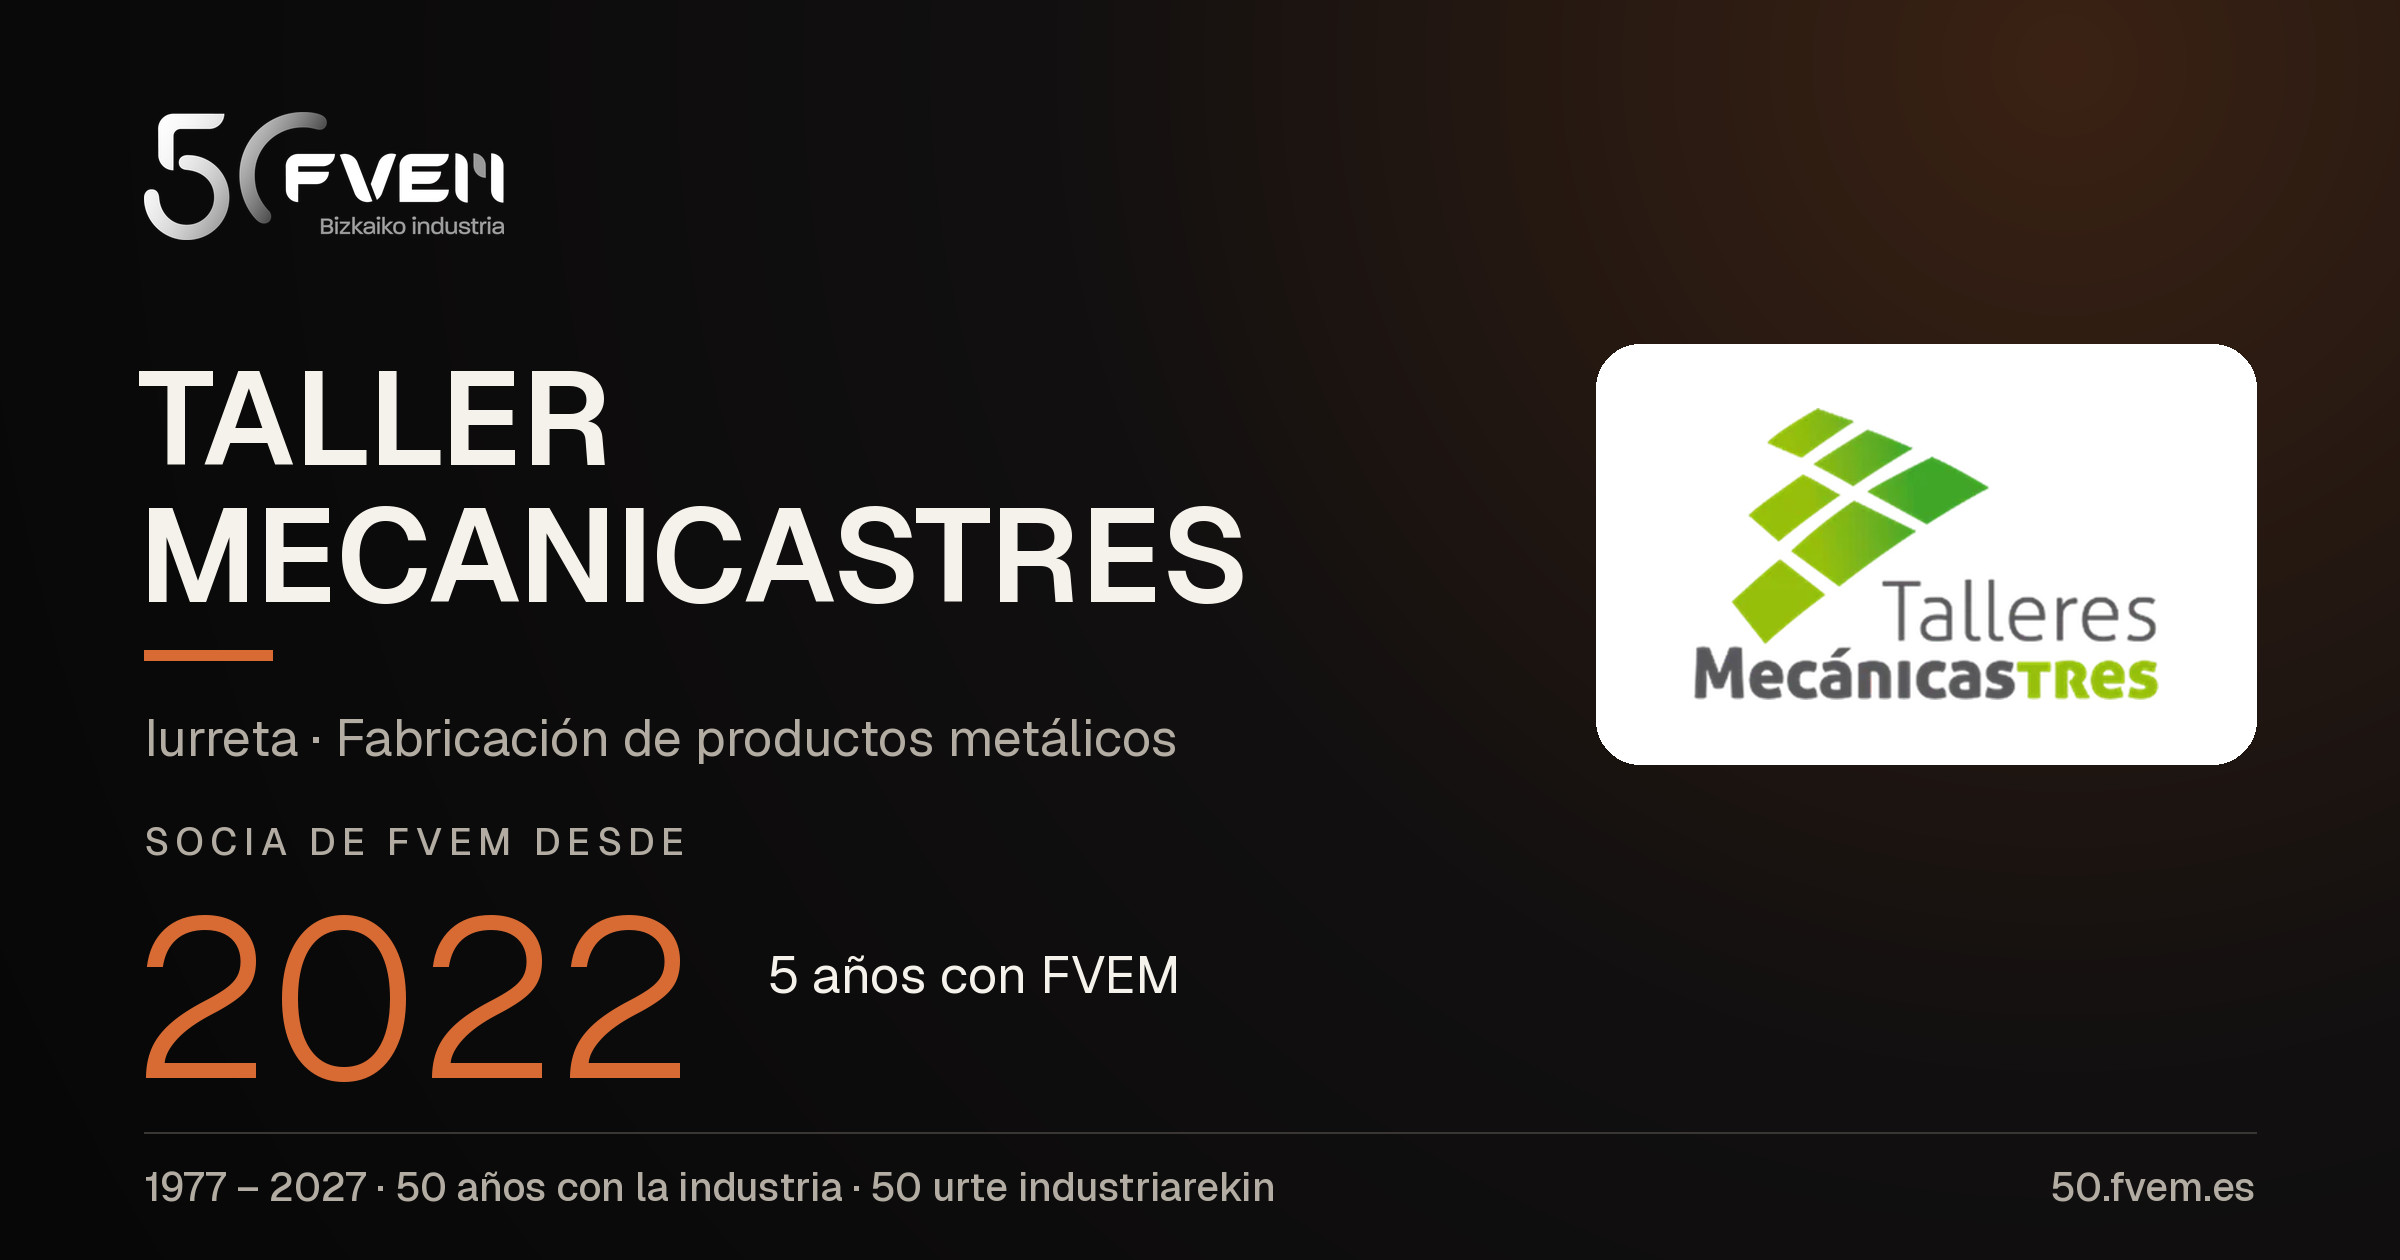 50 FVEM
Bizkaiko industria
TALLER
MECANICASTRES
Iurreta · Fabricación de productos metálicos
SOCIA DE FVEM DESDE
2022
5 años con FVEM
Talleres
MecánicasTRes
1977 – 2027 · 50 años con la industria · 50 urte industriarekin
50.fvem.es